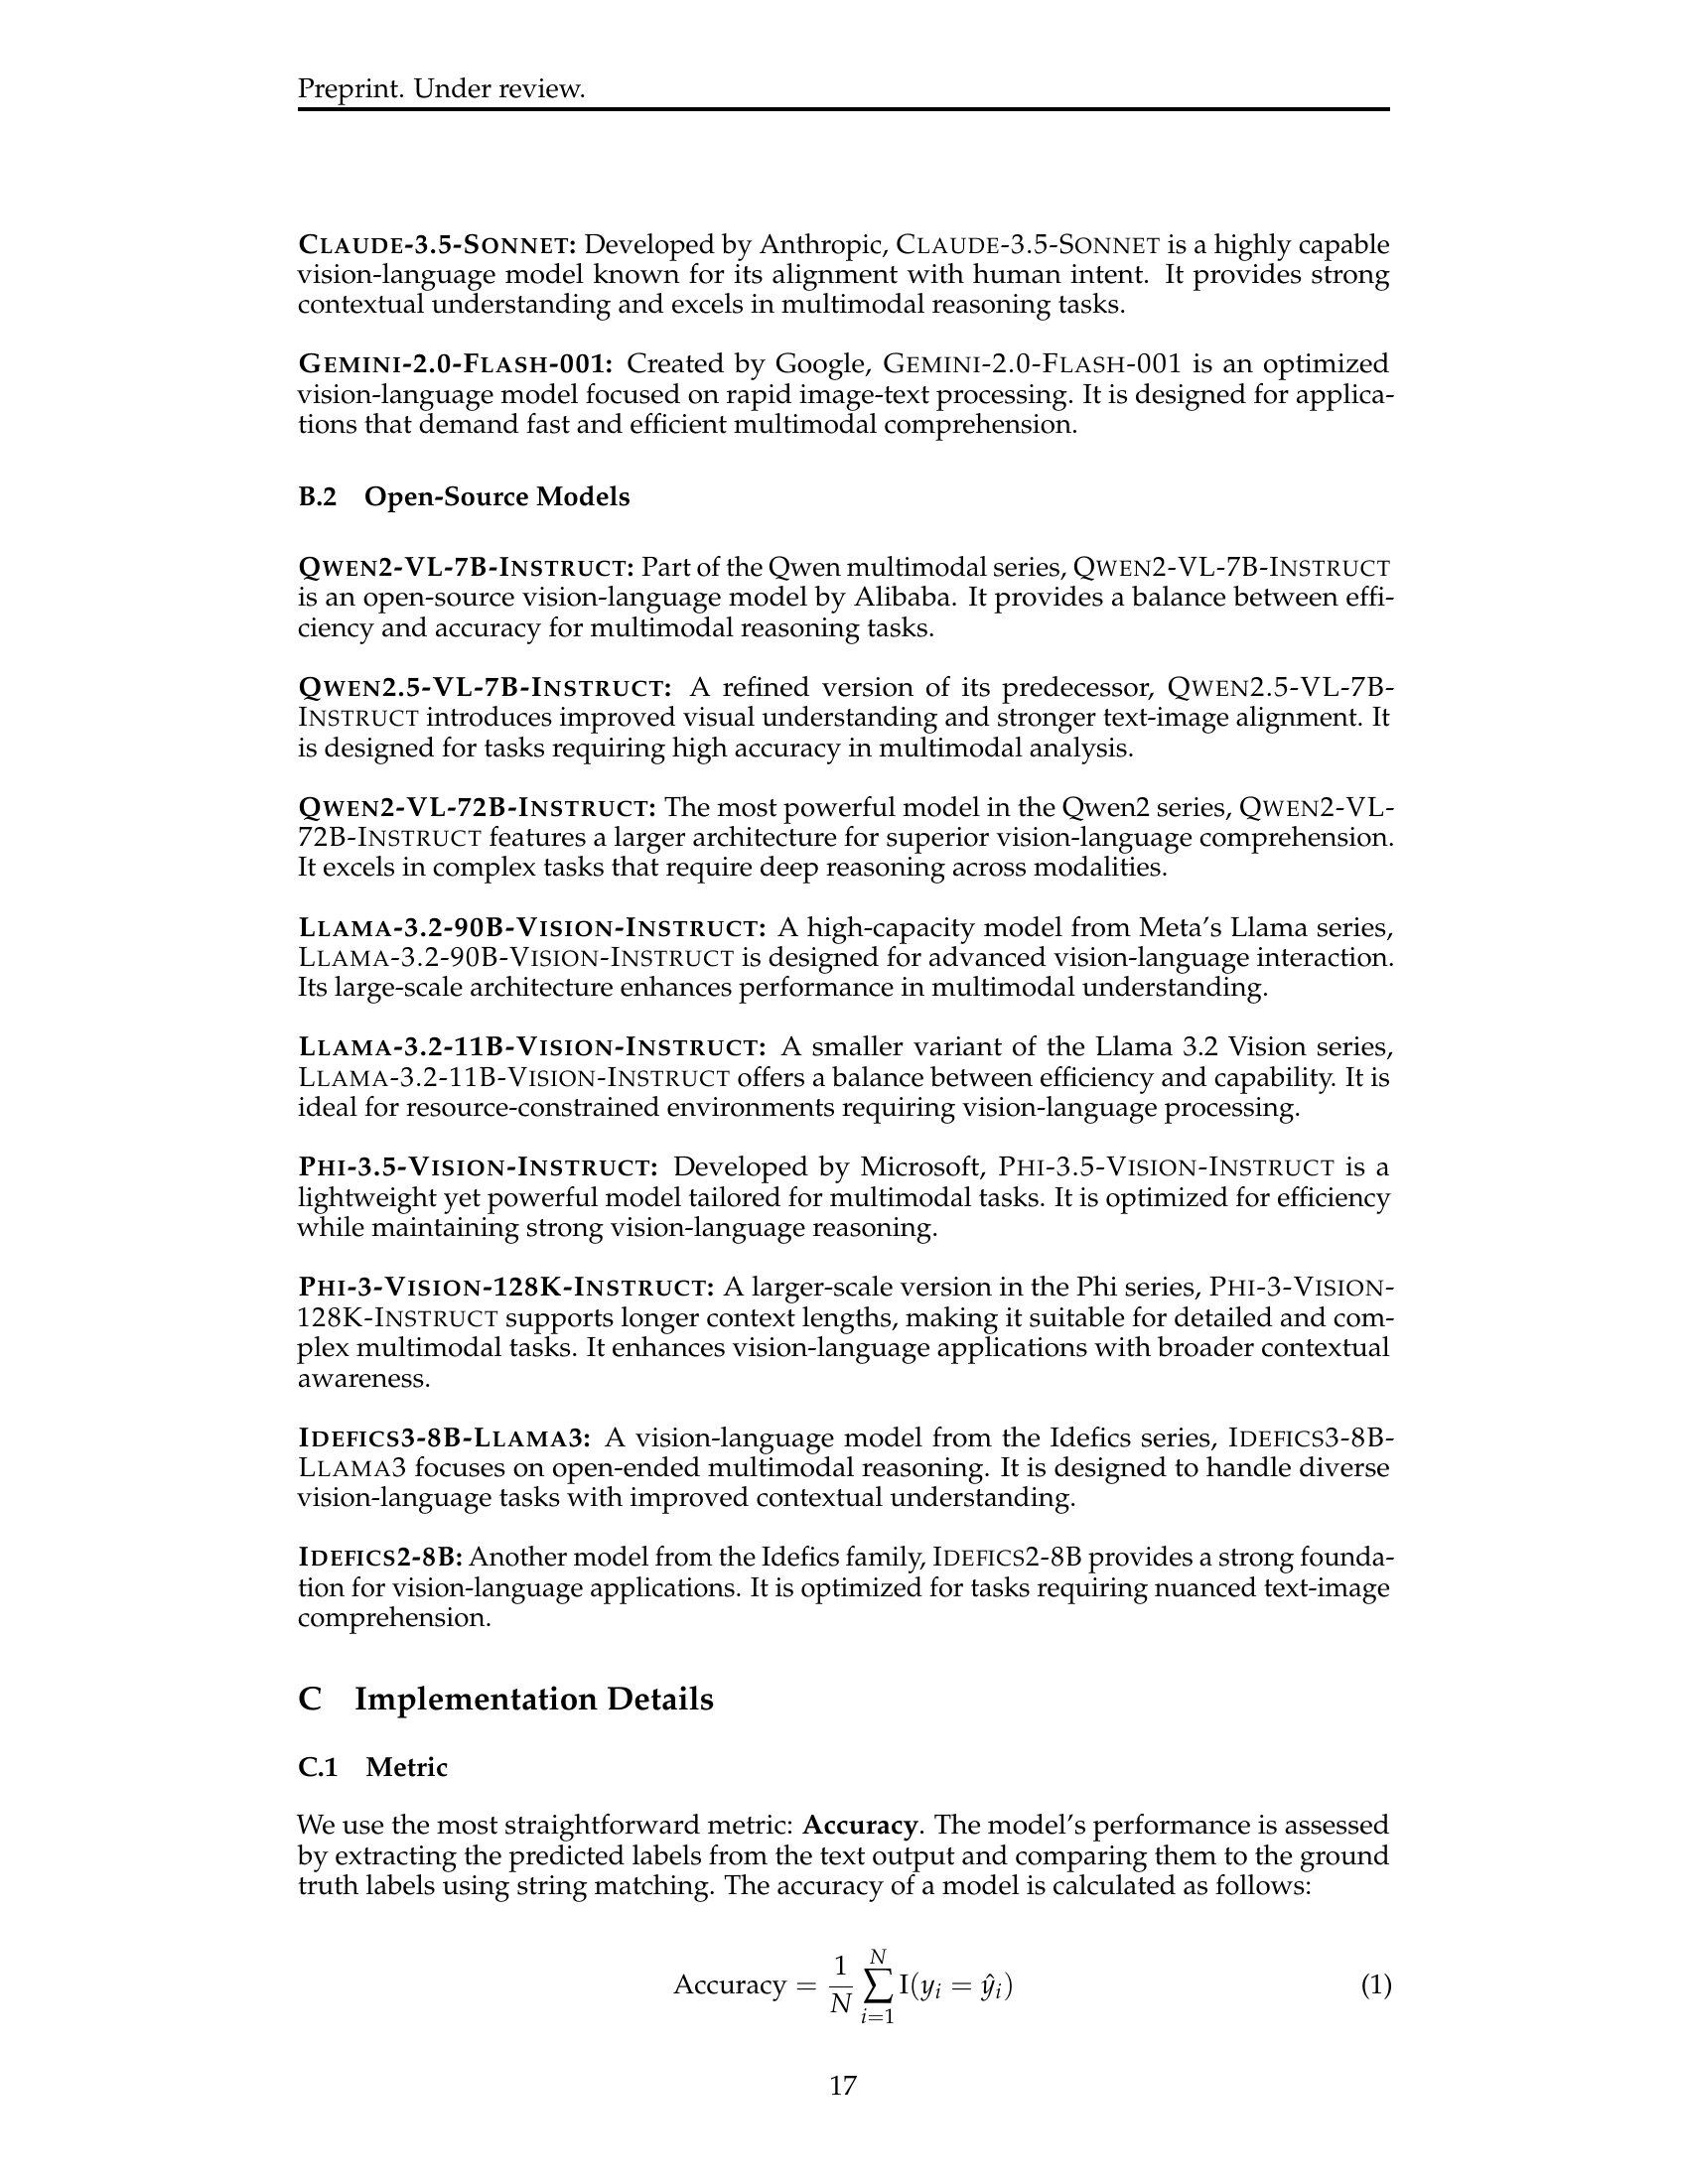 Preprint. Under review.
CLAUDE-3.5-SONNET: Developed by Anthropic, CLAUDE-3.5-SONNET is a highly capable
vision-language model known for its alignment with human intent. It provides strong
contextual understanding and excels in multimodal reasoning tasks.
GEMINI-2.0-FLASH-001: Created by Google, GEMINI-2.0-FLASH-001 is an optimized
vision-language model focused on rapid image-text processing. It is designed for applica-
tions that demand fast and efficient multimodal comprehension.
B.2 Open-Source Models
QWEN2-VL-7B-INSTRUCT: Part of the Qwen multimodal series, QWEN2-VL-7B-INSTRUCT
is an open-source vision-language model by Alibaba. It provides a balance between effi-
ciency and accuracy for multimodal reasoning tasks.
QWEN2.5-VL-7B-INSTRUCT: A refined version of its predecessor, QWEN2.5-VL-7B-
INSTRUCT introduces improved visual understanding and stronger text-image alignment. It
is designed for tasks requiring high accuracy in multimodal analysis.
QWEN2-VL-72B-INSTRUCT: The most powerful model in the Qwen2 series, QWEN2-VL-
72B-INSTRUCT features a larger architecture for superior vision-language comprehension.
It excels in complex tasks that require deep reasoning across modalities.
LLAMA-3.2-90B-VISION-INSTRUCT: A high-capacity model from Meta's Llama series,
LLAMA-3.2-90B-VISION-INSTRUCT is designed for advanced vision-language interaction.
Its large-scale architecture enhances performance in multimodal understanding.
LLAMA-3.2-11B-VISION-INSTRUCT: A smaller variant of the Llama 3.2 Vision series,
LLAMA-3.2-11B-VISION-INSTRUCT offers a balance between efficiency and capability. It is
ideal for resource-constrained environments requiring vision-language processing.
PHI-3.5-VISION-INSTRUCT: Developed by Microsoft, PHI-3.5-VISION-INSTRUCT is a
lightweight yet powerful model tailored for multimodal tasks. It is optimized for efficiency
while maintaining strong vision-language reasoning.
PHI-3-VISION-128K-INSTRUCT: A larger-scale version in the Phi series, PHI-3-VISION-
128K-INSTRUCT supports longer context lengths, making it suitable for detailed and com-
plex multimodal tasks. It enhances vision-language applications with broader contextual
awareness.
IDEFICS3-8B-LLAMA3: A vision-language model from the Idefics series, IDEFICS3-8B-
LLAMA3 focuses on open-ended multimodal reasoning. It is designed to handle diverse
vision-language tasks with improved contextual understanding.
IDEFICS2-8B: Another model from the Idefics family, IDEFICS2-8B provides a strong founda-
tion for vision-language applications. It is optimized for tasks requiring nuanced text-image
comprehension.
C Implementation Details
C.1 Metric
We use the most straightforward metric: Accuracy. The model's performance is assessed
by extracting the predicted labels from the text output and comparing them to the ground
truth labels using string matching. The accuracy of a model is calculated as follows:
Accuracy = 1/N ∑_{i=1}^{N} I(y_i = ŷ_i) (1)
17